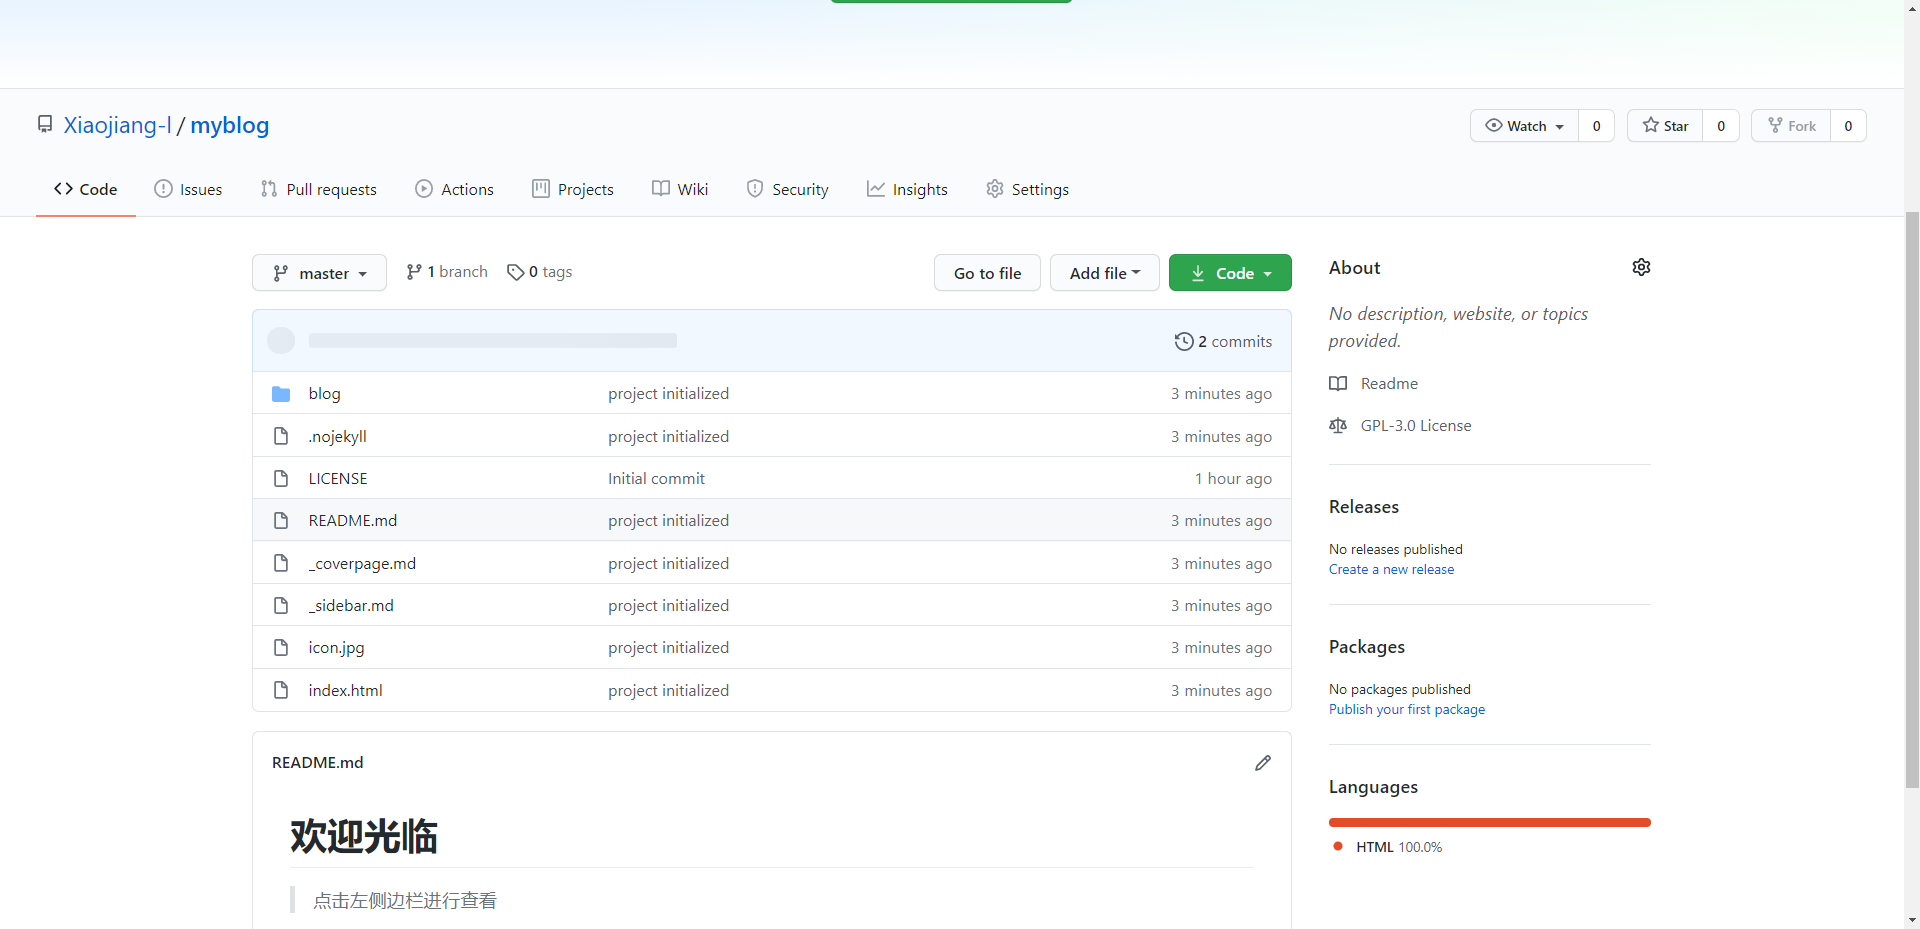 Xiaojiang-l / myblog
Watch 0 Star 0 Fork 0
Code Issues Pull requests Actions Projects Wiki Security Insights Settings
master 1 branch 0 tags Go to file Add file Code
2 commits
blog project initialized 3 minutes ago
.nojekyll project initialized 3 minutes ago
LICENSE Initial commit 1 hour ago
README.md project initialized 3 minutes ago
_coverpage.md project initialized 3 minutes ago
_sidebar.md project initialized 3 minutes ago
icon.jpg project initialized 3 minutes ago
index.html project initialized 3 minutes ago
README.md
欢迎光临
点击左侧边栏进行查看
About
No description, website, or topics
provided.
Readme
GPL-3.0 License
Releases
No releases published
Create a new release
Packages
No packages published
Publish your first package
Languages
HTML 100.0%